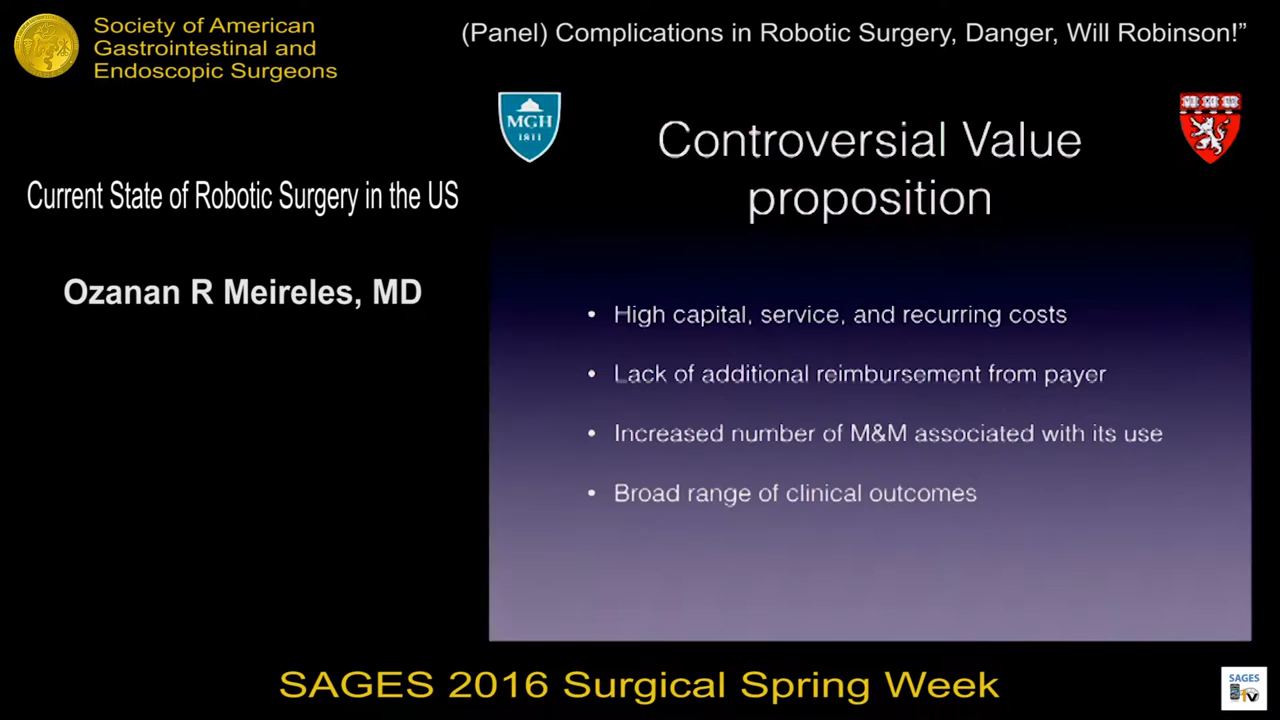 Society of American
Gastrointestinal and
Endoscopic Surgeons
(Panel) Complications in Robotic Surgery, Danger, Will Robinson!”
Current State of Robotic Surgery in the US
Ozanan R Meireles, MD
MGH
1811
Controversial Value
proposition
• High capital, service, and recurring costs
• Lack of additional reimbursement from payer
• Increased number of M&M associated with its use
• Broad range of clinical outcomes
SAGES 2016 Surgical Spring Week
SAGES
TV